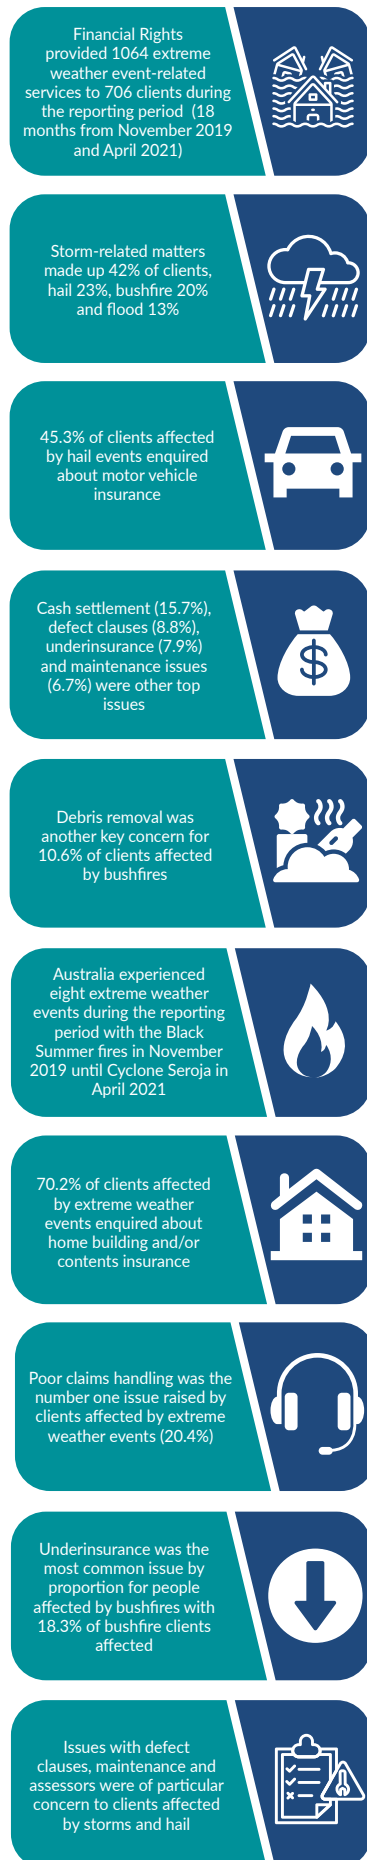 Financial Rights
provided 1064 extreme
weather event-related
services to 706 clients during
the reporting period (18
months from November 2019
and April 2021)
Storm-related matters
made up 42% of clients,
hail 23%, bushfire 20%
and flood 13%
45.3% of clients affected
by hail events enquired
about motor vehicle
insurance
Cash settlement (15.7%),
defect clauses (8.8%),
underinsurance (7.9%)
and maintenance issues
(6.7%) were other top
issues
$
Debris removal was
another key concern for
10.6% of clients affected
by bushfires
Australia experienced
eight extreme weather
events during the reporting
period with the Black
Summer fires in November
2019 until Cyclone Seroja in
April 2021
70.2% of clients affected
by extreme weather
events enquired about
home building and/or
contents insurance
Poor claims handling was the
number one issue raised by
clients affected by extreme
weather events (20.4%)
Underinsurance was the
most common issue by
proportion for people
affected by bushfires with
18.3% of bushfire clients
affected
Issues with defect
clauses, maintenance and
assessors were of particular
concern to clients affected
by storms and hail